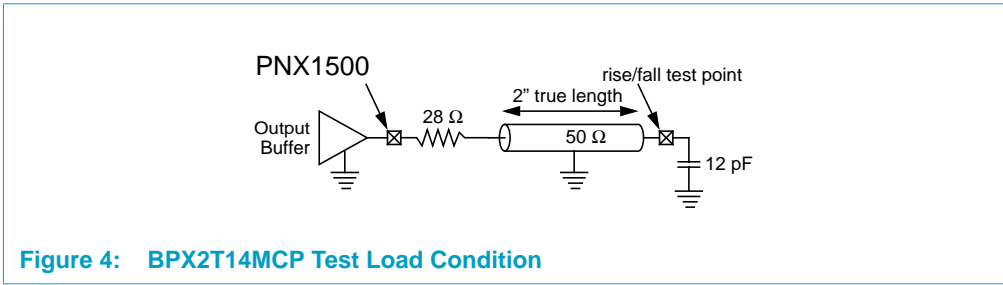 PNX1500
rise/fall test point
2” true length
28 Ω
Output
Buffer
50 Ω
12 pF
Figure 4: BPX2T14MCP Test Load Condition